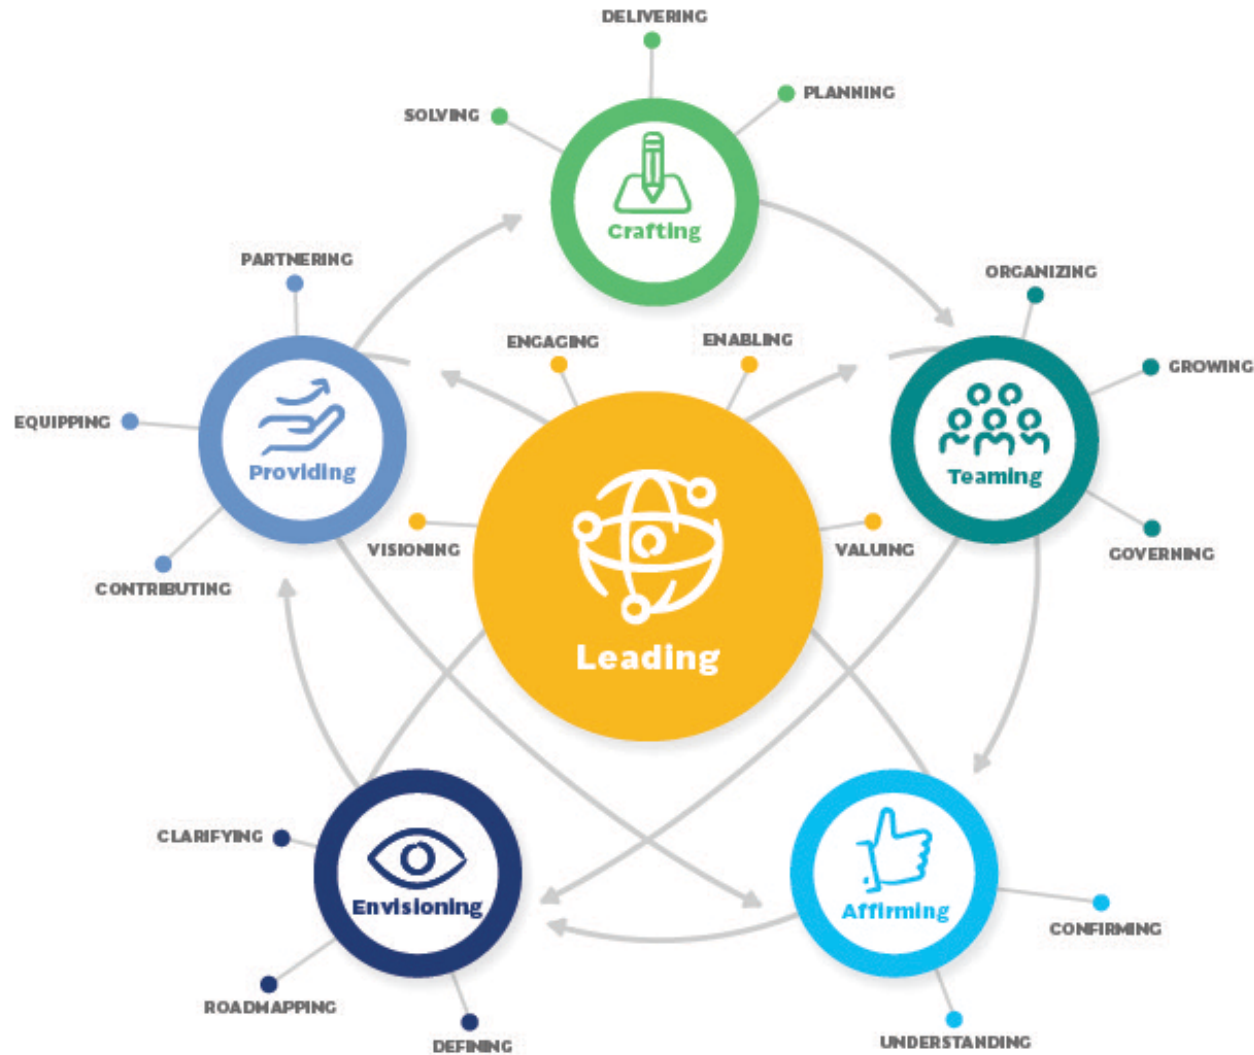 DELIVERING
PLANNING
SOLVING
Crafting
PARTNERING
ORGANIZING
ENGAGING
ENABLING
GROWING
EQUIPPING
Providing
Teaming
VISIONING
VALUING
GOVERNING
CONTRIBUTING
Leading
CLARIFYING
Envisioning
Affirming
CONFIRMING
ROADMAPPING
DEFINING
UNDERSTANDING